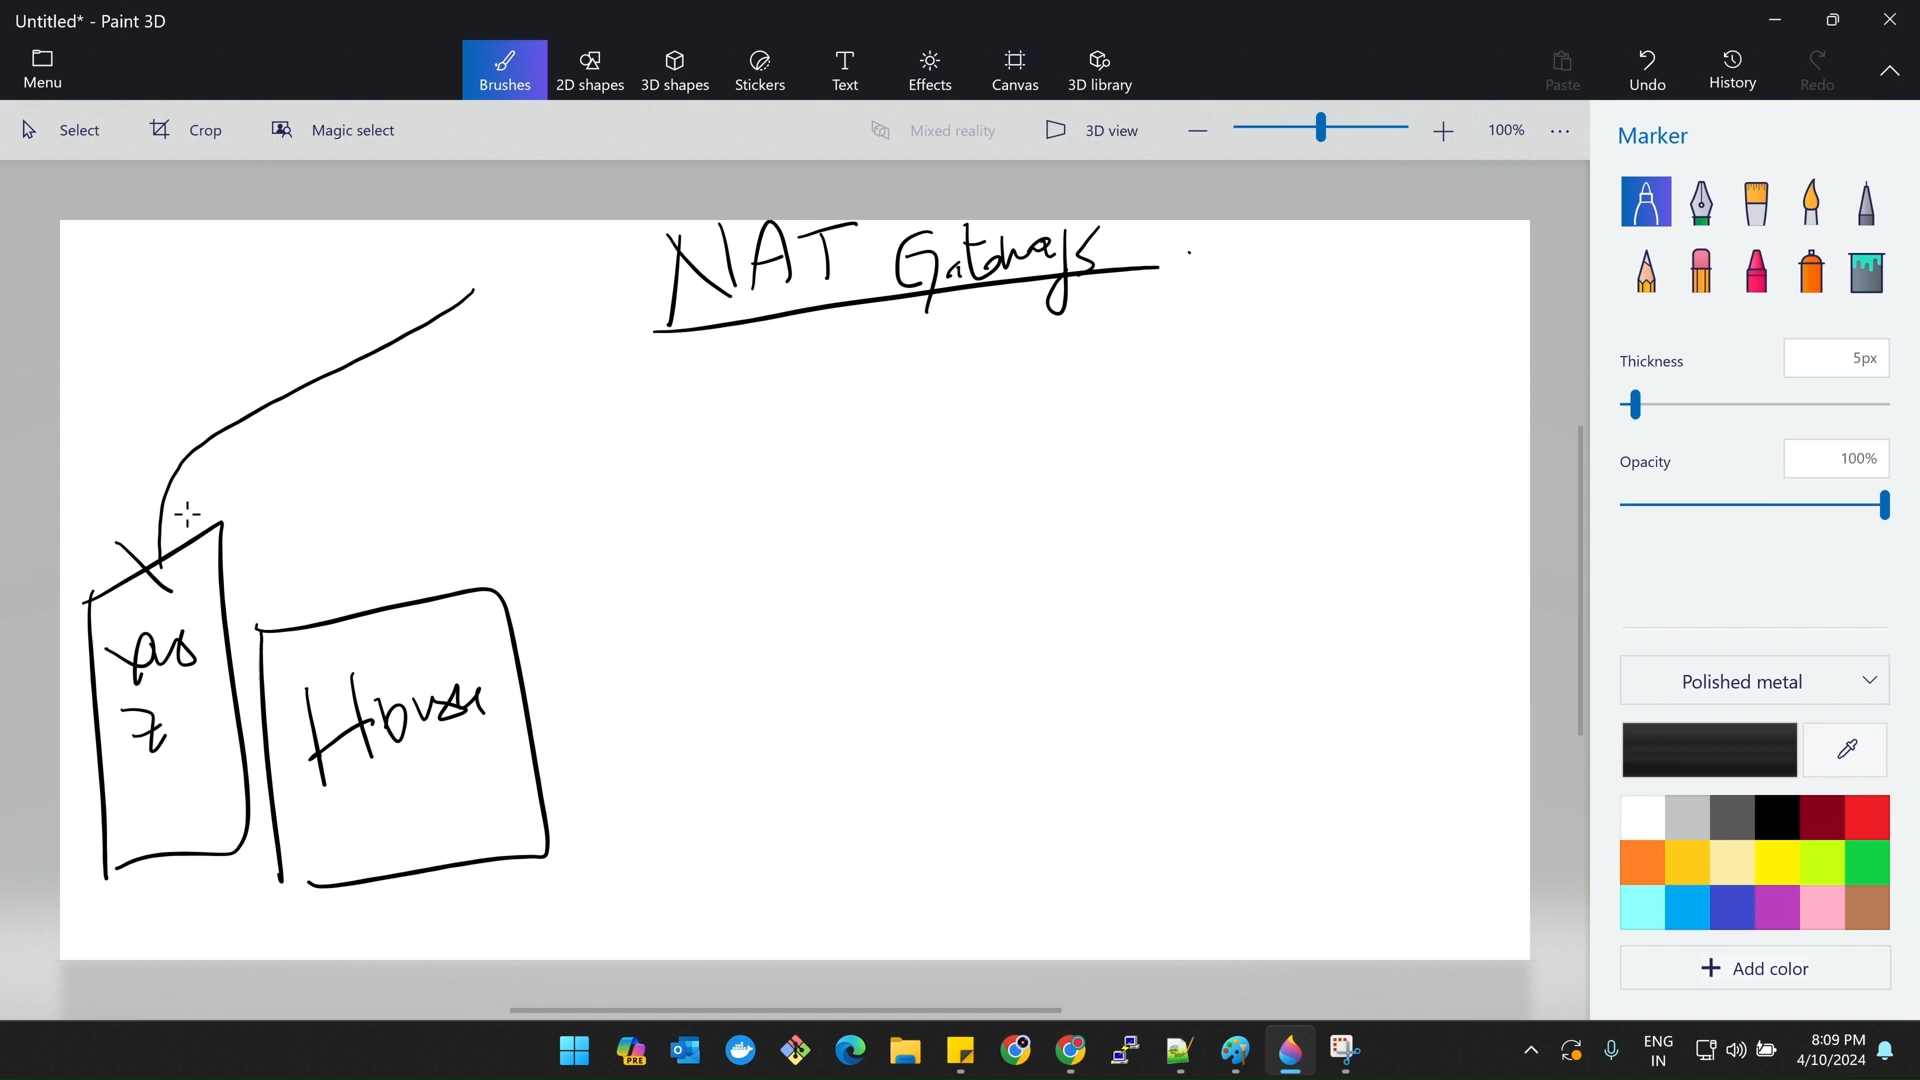 Untitled* - Paint 3D
Menu
Brushes
2D shapes
3D shapes
Stickers
Text
Effects
Canvas
3D library
Paste
Undo
History
Redo
Select
Crop
Magic select
Mixed reality
3D view
100%
Marker
NAT Gateways
Thickness
5px
Opacity
100%
House
Polished metal
Add color
PRE
ENG
IN
8:09 PM
4/10/2024